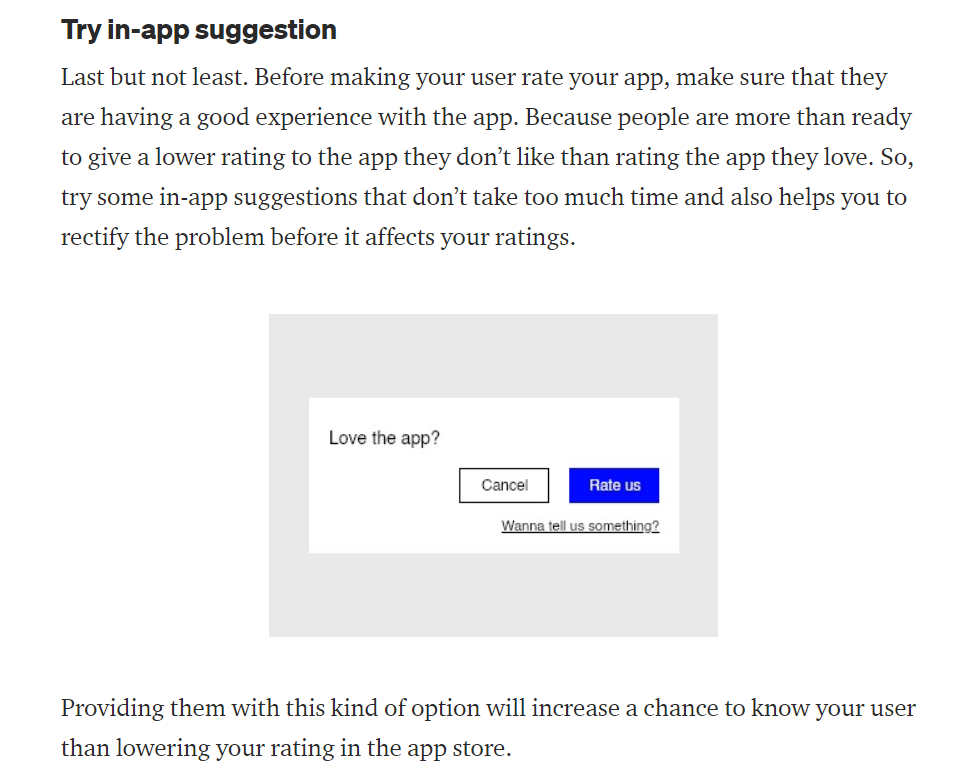 Try in-app suggestion
Last but not least. Before making your user rate your app, make sure that they
are having a good experience with the app. Because people are more than ready
to give a lower rating to the app they don’t like than rating the app they love. So,
try some in-app suggestions that don’t take too much time and also helps you to
rectify the problem before it affects your ratings.
Love the app?
Cancel Rate us
Wanna tell us something?
Providing them with this kind of option will increase a chance to know your user
than lowering your rating in the app store.